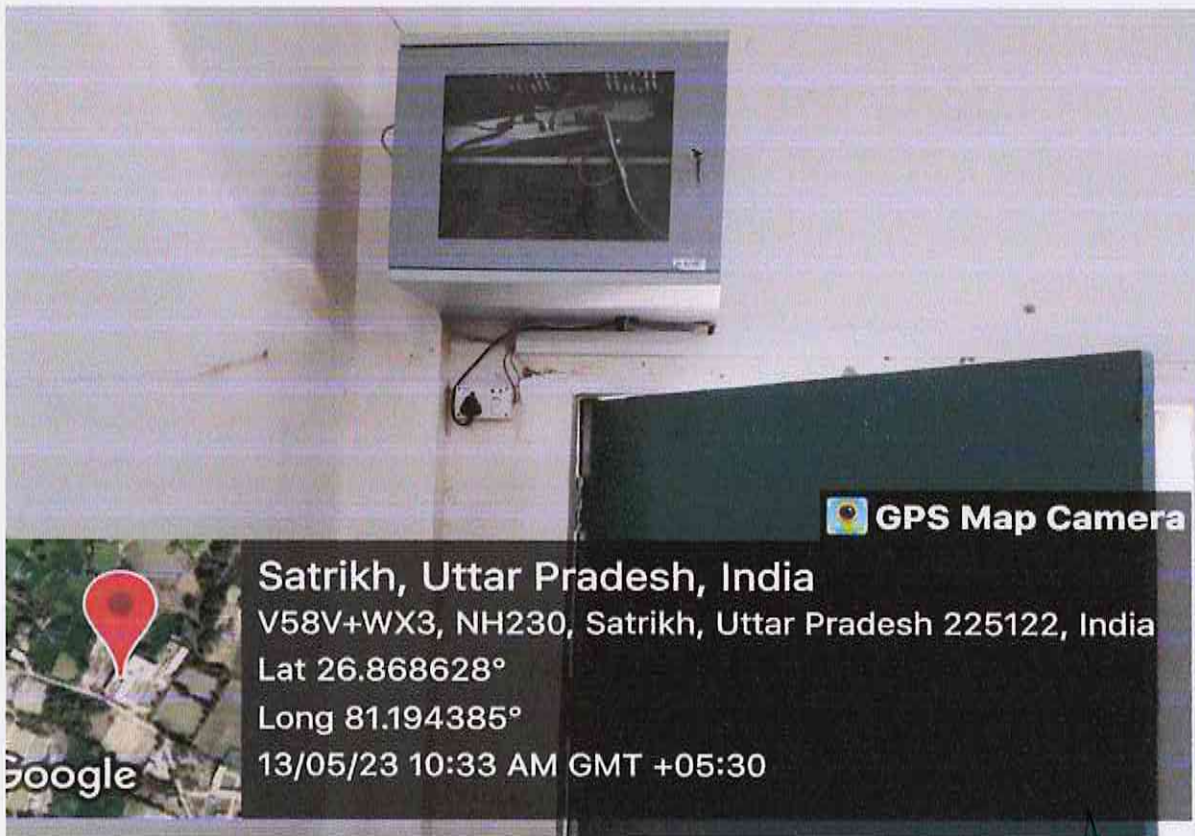 GPS Map Camera
Satrikh, Uttar Pradesh, India
V58V+WX3, NH230, Satrikh, Uttar Pradesh 225122, India
Lat 26.868628°
Long 81.194385°
13/05/23 10:33 AM GMT +05:30
Google